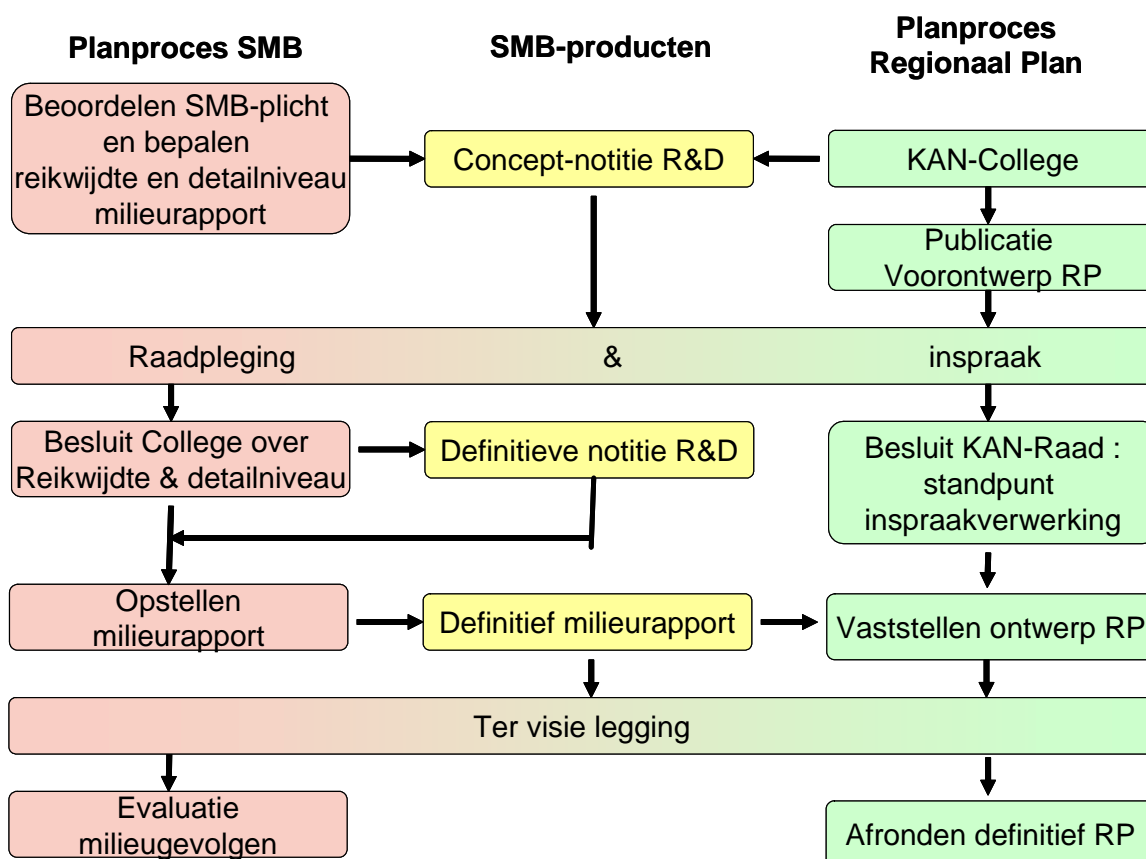 Planproces SMB
SMB-producten
Planproces
Regionaal Plan
Beoordelen SMB-plicht
en bepalen
reikwijdte en detailniveau
milieurapport
Concept-notitie R&D
KAN-College
Publicatie
Voorontwerp RP
Raadpleging & inspraak
Besluit College over
Reikwijdte & detailniveau
Definitieve notitie R&D
Besluit KAN-Raad :
standpunt
inspraakverwerking
Opstellen
milieurapport
Definitief milieurapport
Vaststellen ontwerp RP
Ter visie legging
Evaluatie
milieugevolgen
Afronden definitief RP